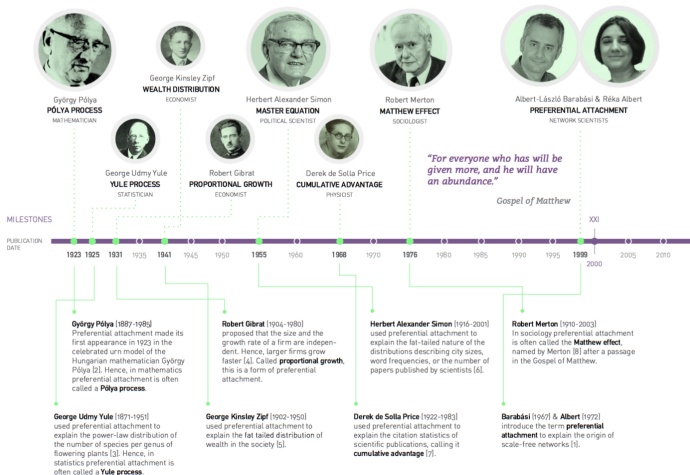 György Pólya
PÓLYA PROCESS
MATHEMATICIAN
George Kinsley Zipf
WEALTH DISTRIBUTION
ECONOMIST
Herbert Alexander Simon
MASTER EQUATION
POLITICAL SCIENTIST
Robert Merton
MATTHEW EFFECT
SOCIOLOGIST
Albert-László Barabási & Réka Albert
PREFERENTIAL ATTACHMENT
NETWORK SCIENTISTS
George Udmy Yule
YULE PROCESS
STATISTICIAN
Robert Gibrat
PROPORTIONAL GROWTH
ECONOMIST
Derek de Solla Price
CUMULATIVE ADVANTAGE
PHYSICIST
"For everyone who has will be
given more, and he will have
an abundance."
Gospel of Matthew
MILESTONES
XXI
PUBLICATION
DATE
1923 1925 1931 1935 1941 1945 1950 1955 1960 1968 1970 1976 1980 1985 1990 1995 1999 2005 2010
2000
György Pólya (1887-1985)
Preferential attachment made its
first appearance in 1923 in the
celebrated urn model of the
Hungarian mathematician György
Pólya [2]. Hence, in mathematics
preferential attachment is often
called a Pólya process.
Robert Gibrat (1904-1980)
proposed that the size and the
growth rate of a firm are indepen-
dent. Hence, larger firms grow
faster [4]. Called proportional growth,
this is a form of preferential
attachment.
Herbert Alexander Simon (1916-2001)
used preferential attachment to
explain the fat-tailed nature of the
distributions describing city sizes,
word frequencies, or the number of
papers published by scientists [6].
Robert Merton (1910-2003)
In sociology preferential attachment
is often called the Matthew effect,
named by Merton [8] after a passage
in the Gospel of Matthew.
George Udmy Yule (1871-1951)
used preferential attachment to
explain the power-law distribution of
the number of species per genus of
flowering plants [3]. Hence, in
statistics preferential attachment is
often called a Yule process.
George Kinsley Zipf (1902-1950)
used preferential attachment to
explain the fat tailed distribution of
wealth in the society [5].
Derek de Solla Price (1922-1983)
used preferential attachment to
explain the citation statistics of
scientific publications, calling it
cumulative advantage [7].
Barabási (1967) & Albert (1972)
introduce the term preferential
attachment to explain the origin of
scale-free networks [1].